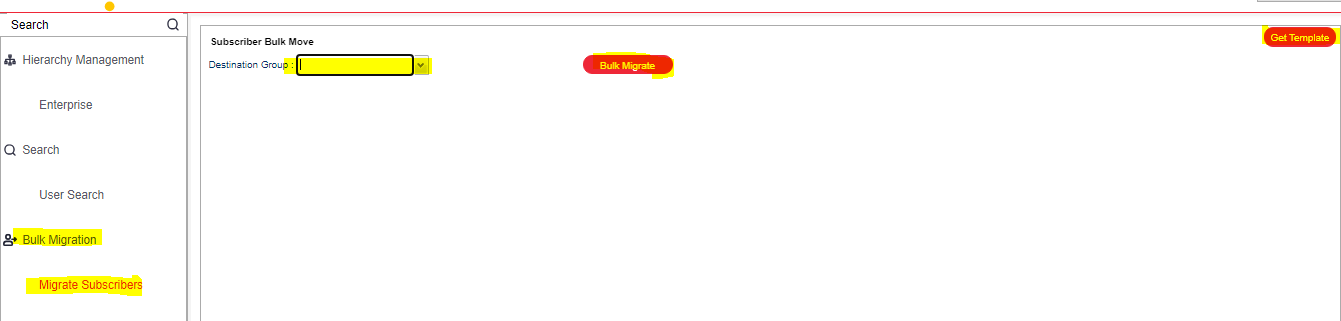 Search
Hierarchy Management
Enterprise
Search
User Search
Bulk Migration
Migrate Subscribers
Get Template
Subscriber Bulk Move
Destination Group :
Bulk Migrate